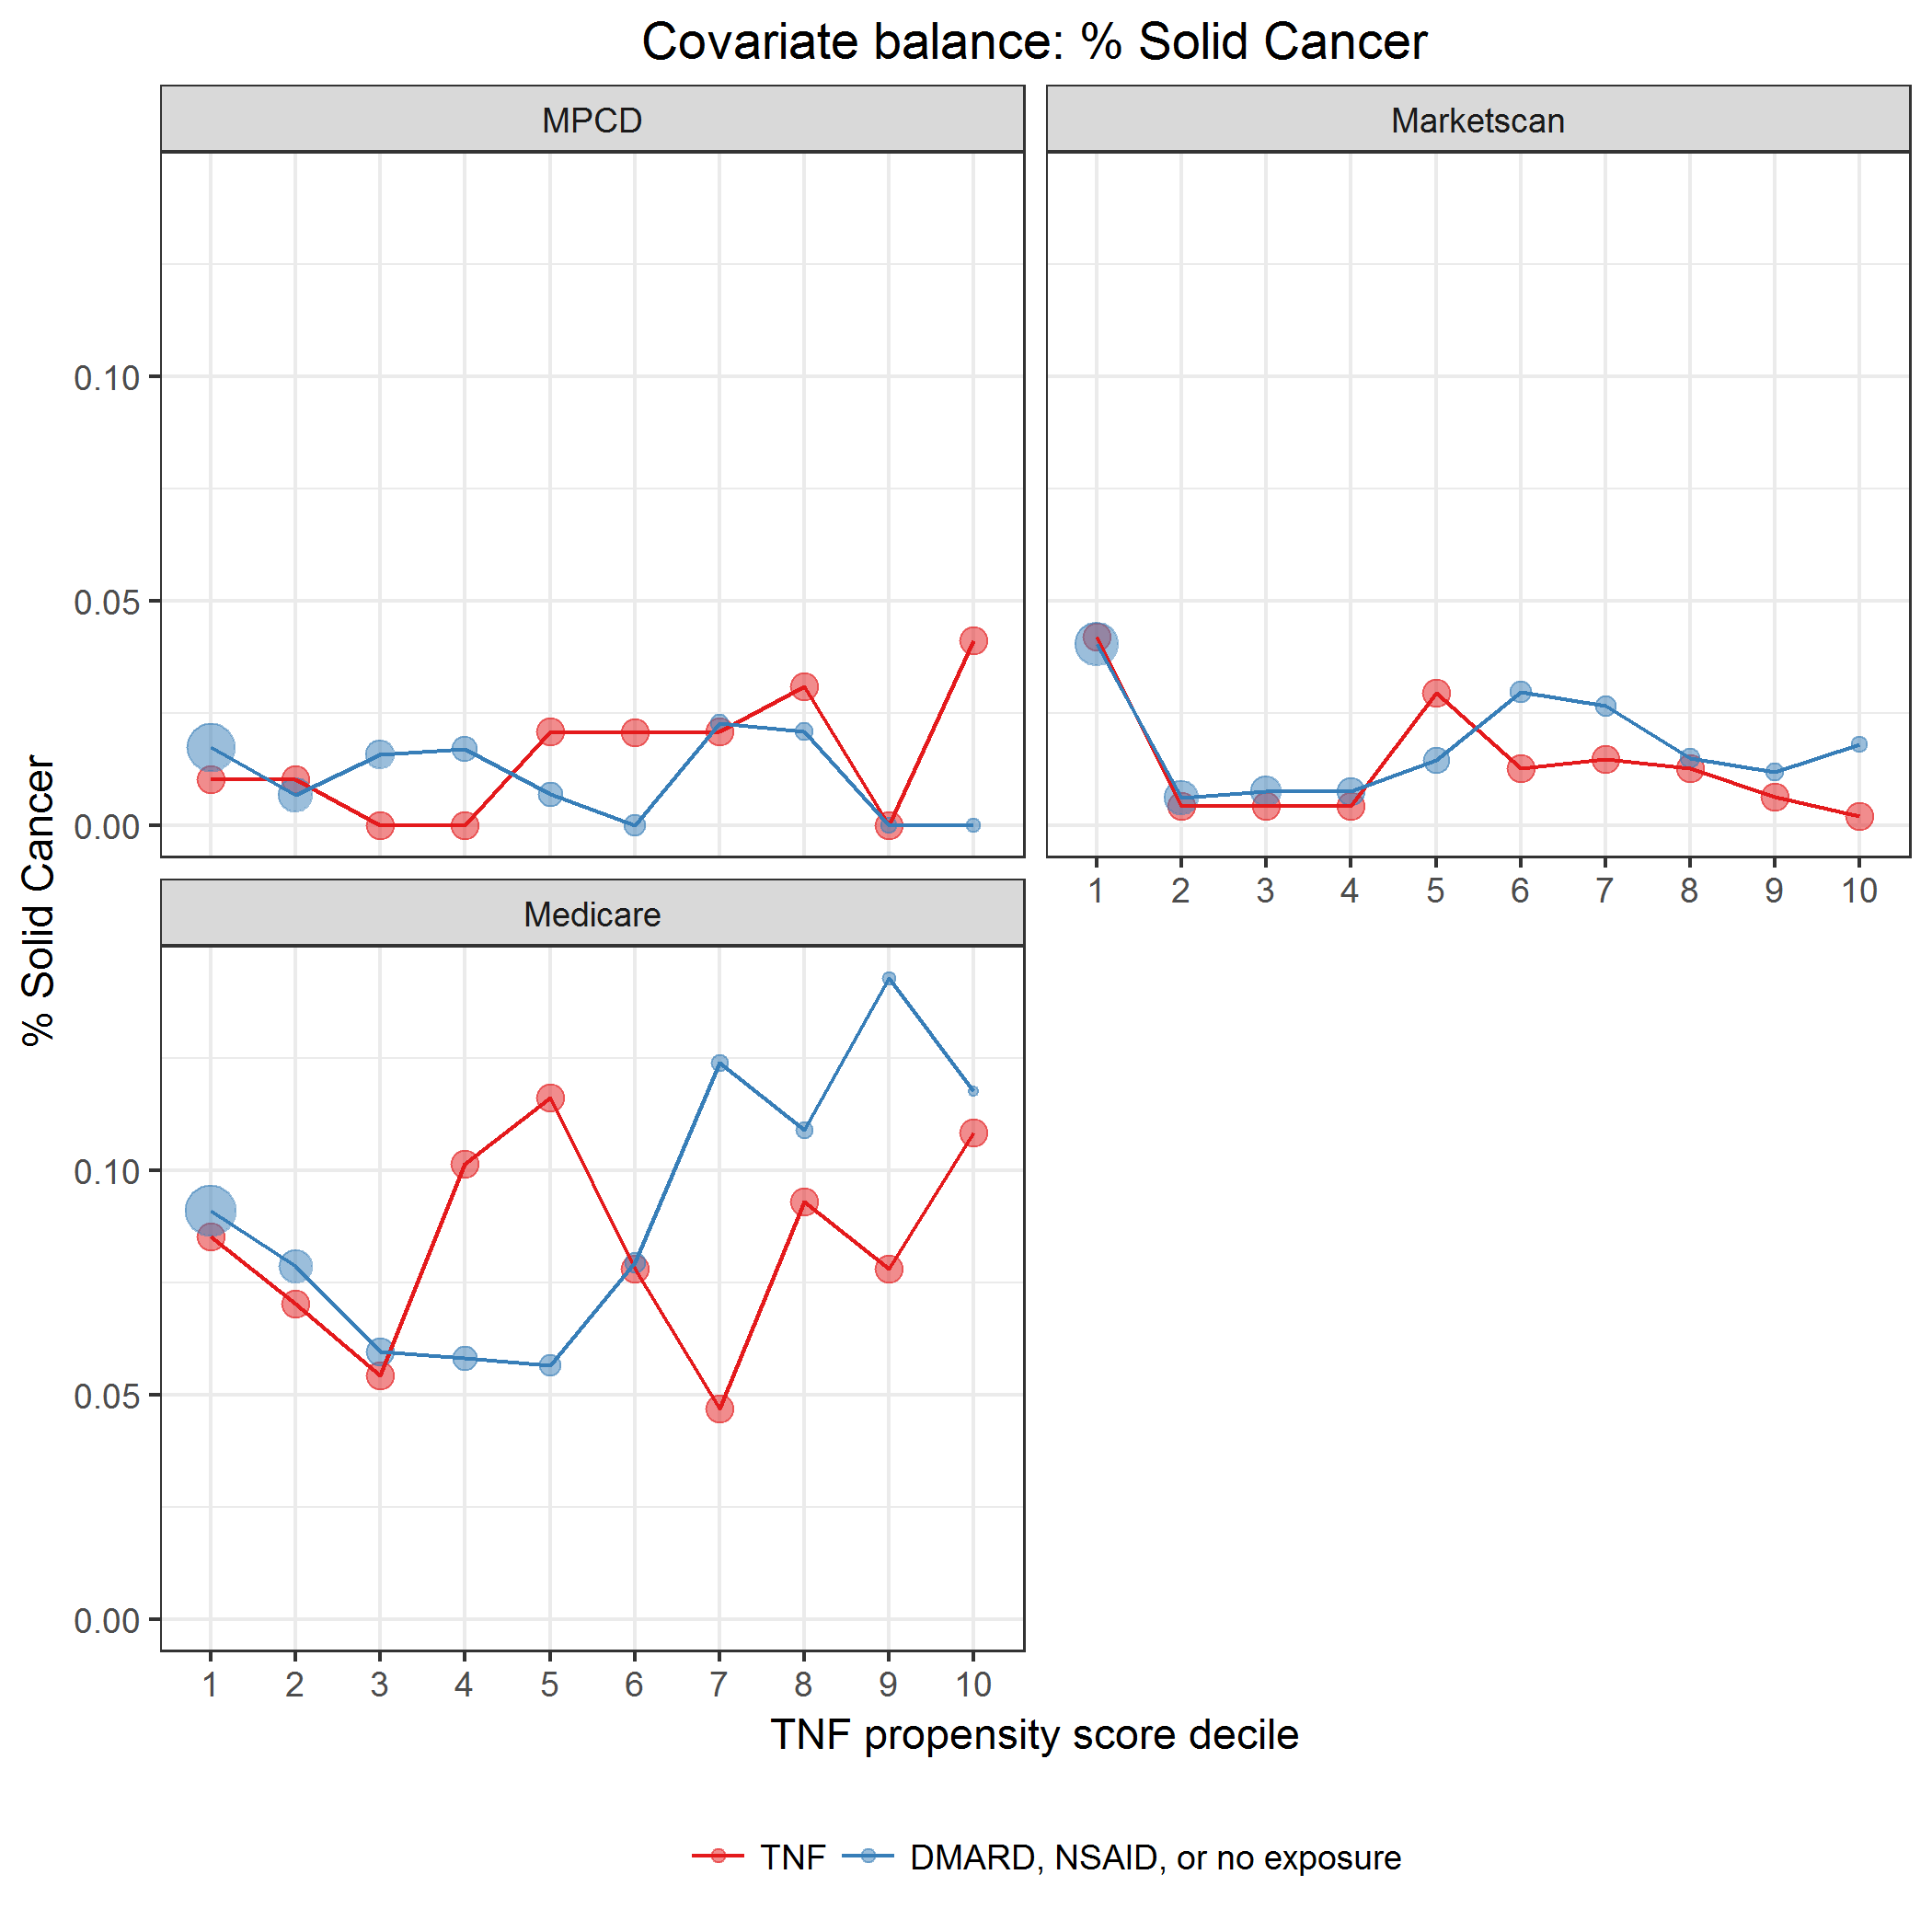 Covariate balance: % Solid Cancer
MPCD
Marketscan
0.10
0.05
0.00
1 2 3 4 5 6 7 8 9 10
Medicare
0.10
0.05
0.00
1 2 3 4 5 6 7 8 9 10
% Solid Cancer
TNF propensity score decile
TNF
DMARD, NSAID, or no exposure